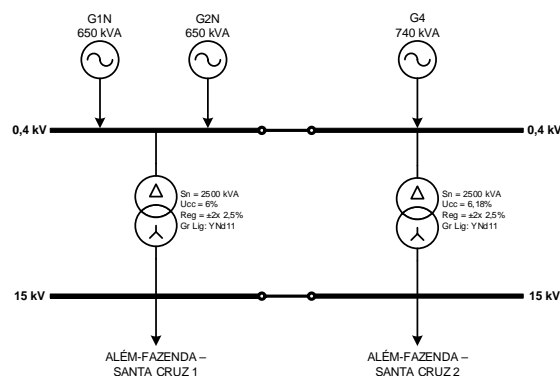 G1N
650 kVA
G2N
650 kVA
G4
740 kVA
0,4 kV
0,4 kV
Sn = 2500 kVA
Ucc = 6%
Reg = ±2x 2,5%
Gr Lig: YNd11
Sn = 2500 kVA
Ucc = 6,18%
Reg = ±2x 2,5%
Gr Lig: YNd11
15 kV
15 kV
ALÉM-FAZENDA –
SANTA CRUZ 1
ALÉM-FAZENDA –
SANTA CRUZ 2